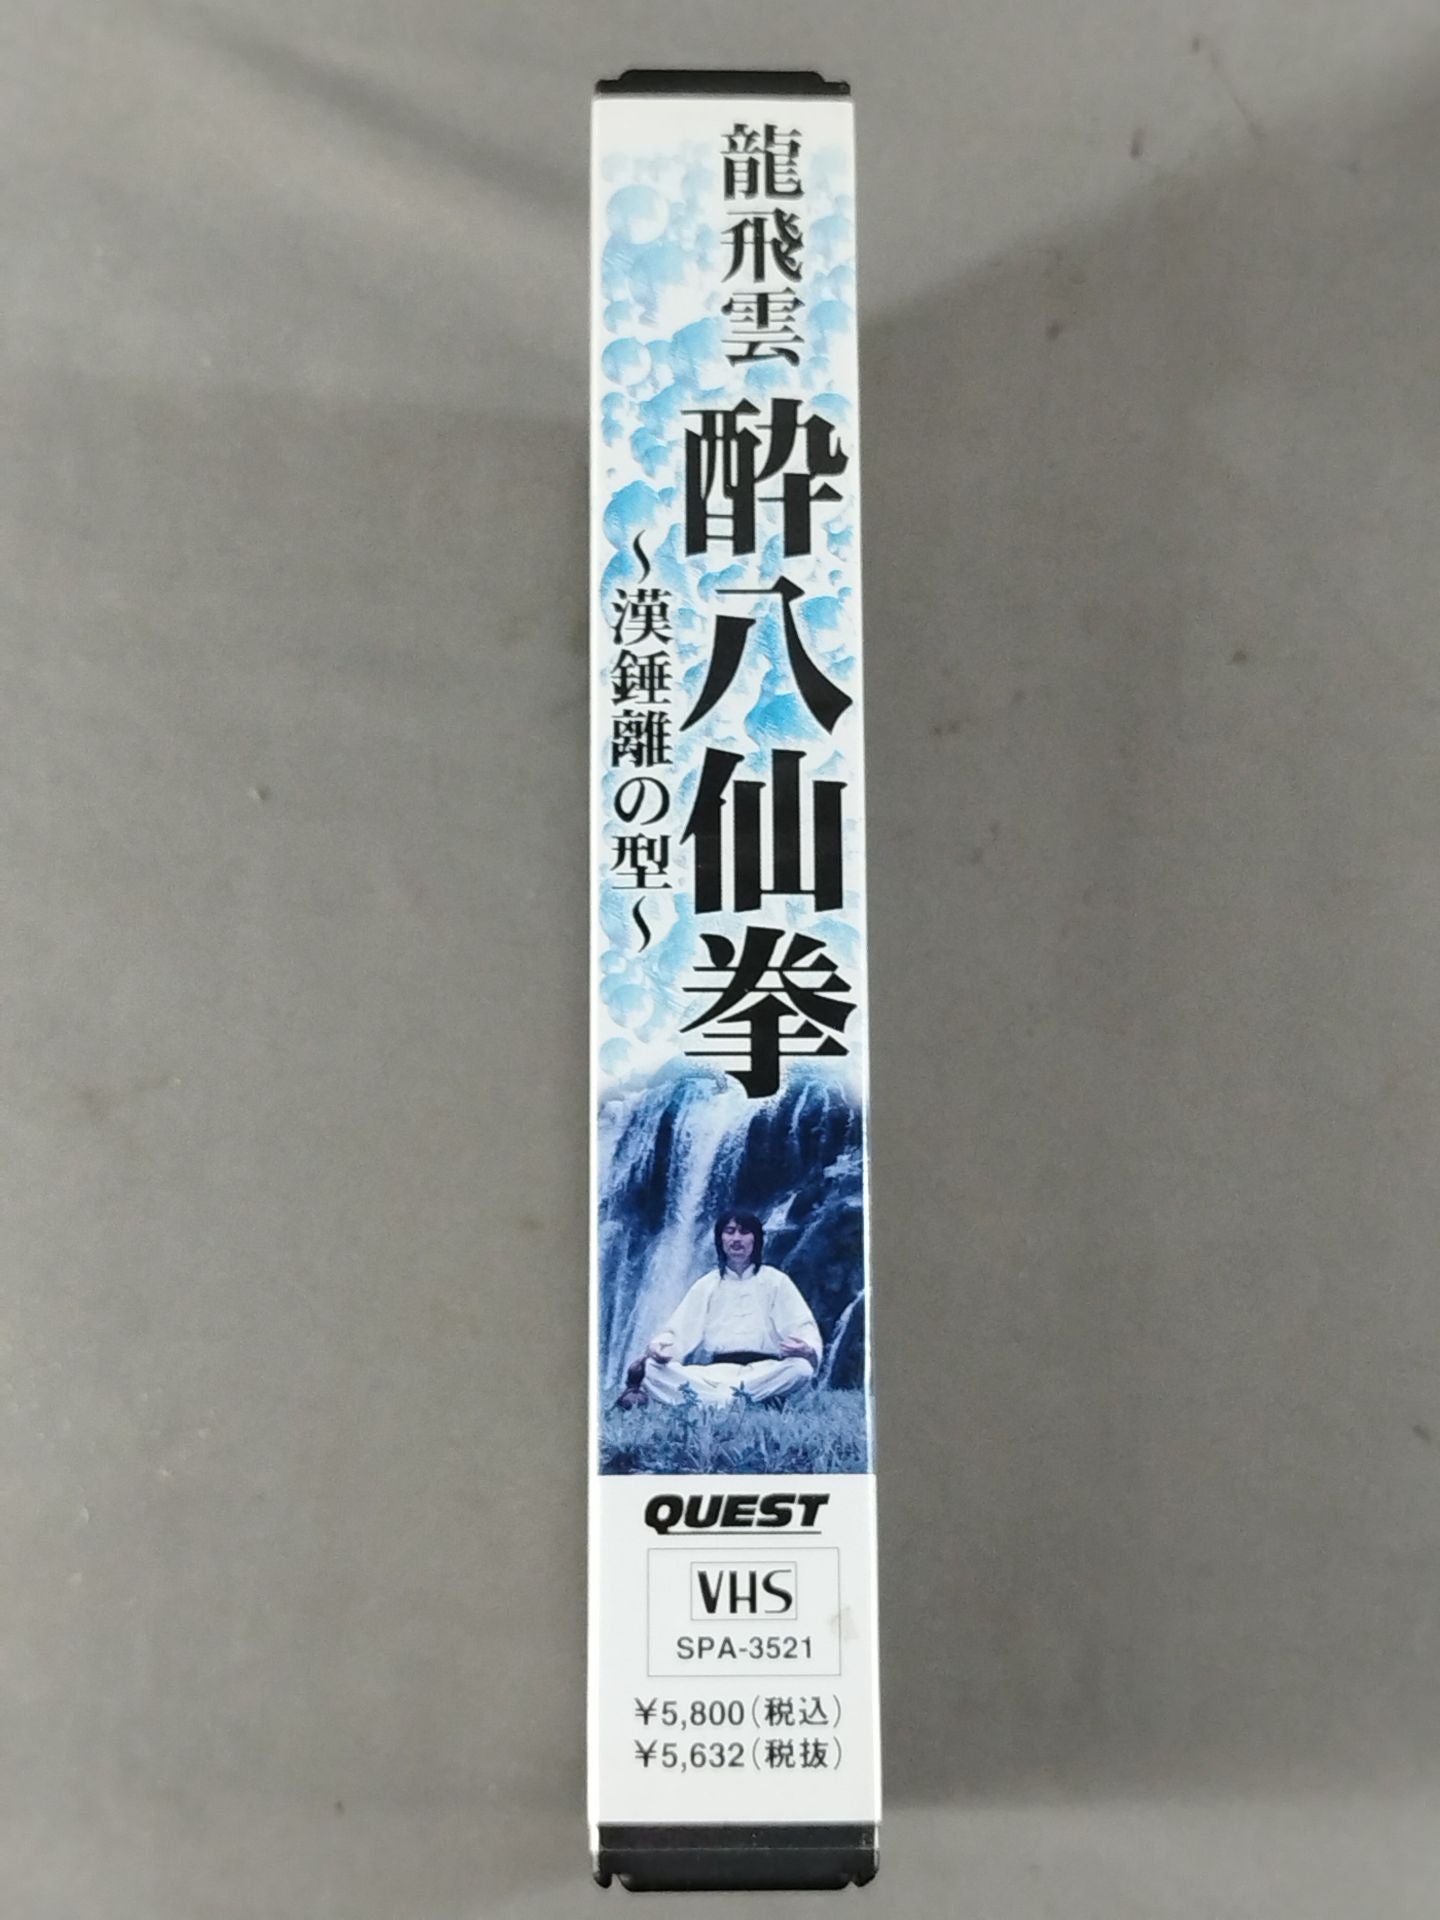 龍飛雲
酔八仙拳
〜漢錘離の型〜
QUEST
VHS
SPA-3521
¥5,800(税込)
¥5,632(税抜)